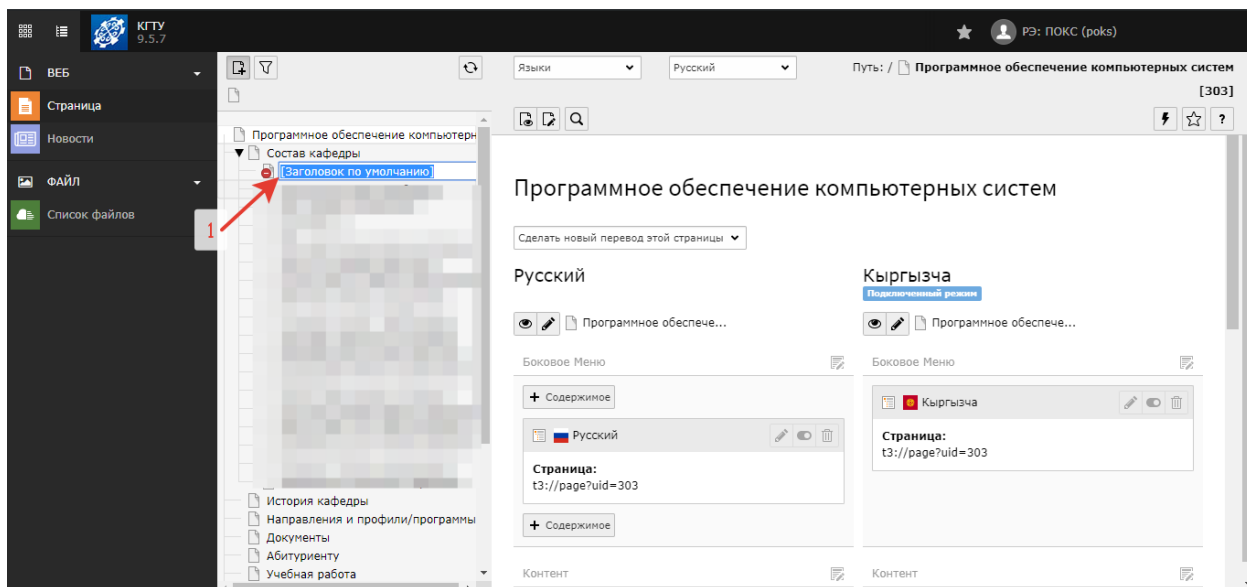 КГТУ
9.5.7
РЭ: ПОКС (poks)
ВЕБ
Страница
Новости
ФАЙЛ
Список файлов
1
Программное обеспечение компьютерн
Состав кафедры
[Заголовок по умолчанию]
История кафедры
Направления и профили/программы
Документы
Абитуриенту
Учебная работа
Языки
Русский
Путь: / Программное обеспечение компьютерных систем
[303]
?
Программное обеспечение компьютерных систем
Сделать новый перевод этой страницы
Русский
Кыргызча
Подключенный режим
Программное обеспече...
Программное обеспече...
Боковое Меню
Боковое Меню
+ Содержимое
Кыргызча
Русский
Страница:
t3://page?uid=303
Страница:
t3://page?uid=303
+ Содержимое
Контент
Контент